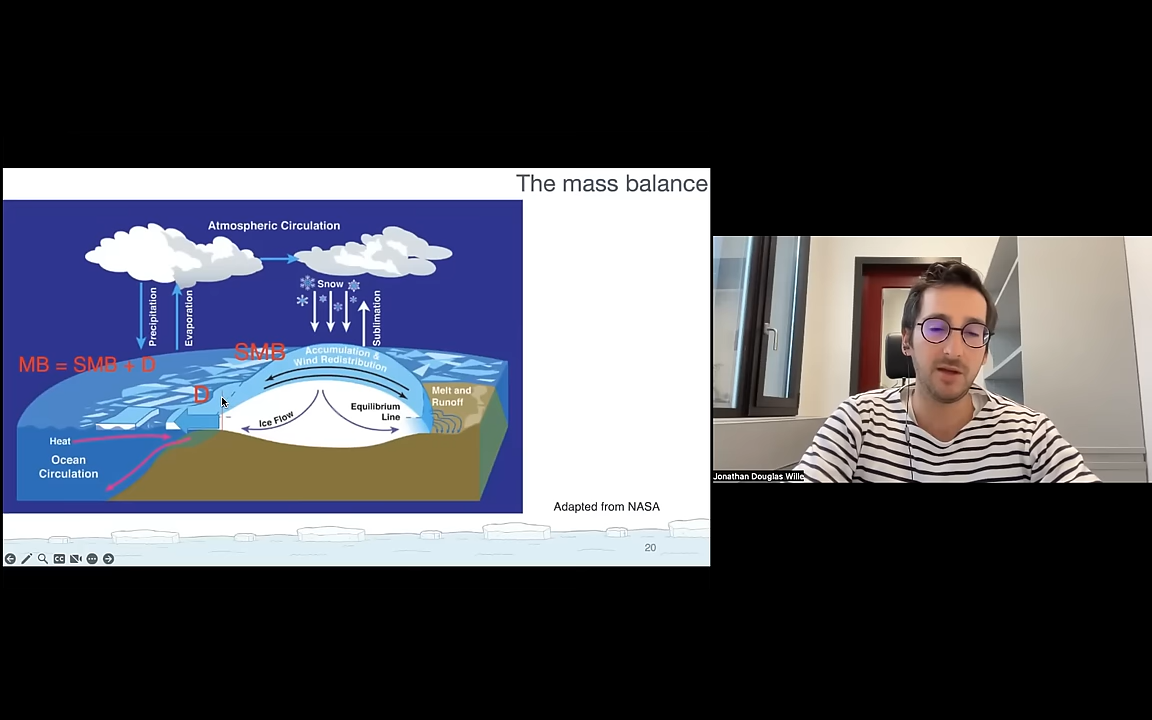 The mass balance
Atmospheric Circulation
Snow
Precipitation
Evaporation
Sublimation
SMB
MB = SMB + D
Accumulation &
Wind Redistribution
D
Melt and
Runoff
Equilibrium
Line
Ice Flow
Heat
Ocean
Circulation
Jonathan Douglas Wille
Adapted from NASA
20
CC